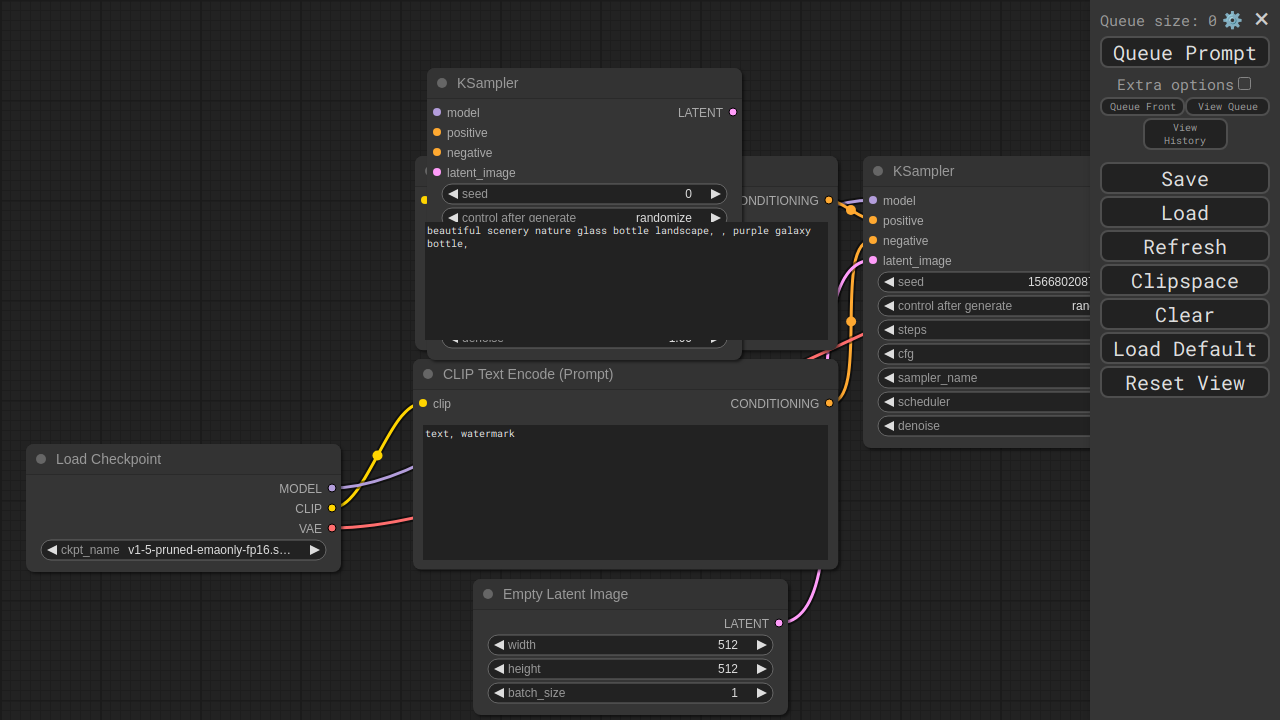 Queue size: 0
Queue Prompt
Extra options
Queue Front
View Queue
View
History
Save
Load
Refresh
Clipspace
Clear
Load Default
Reset View
KSampler
model
LATENT
positive
negative
latent_image
seed 0
control after generate randomize
CONDITIONING
beautiful scenery nature glass bottle landscape, , purple galaxy
bottle,
denoise 1.00
CLIP Text Encode (Prompt)
clip
CONDITIONING
text, watermark
KSampler
model
positive
negative
latent_image
seed 156680208
control after generate
steps
cfg
sampler_name
scheduler
denoise
Load Checkpoint
MODEL
CLIP
VAE
ckpt_name v1-5-pruned-emaonly-fp16.s…
Empty Latent Image
LATENT
width 512
height 512
batch_size 1